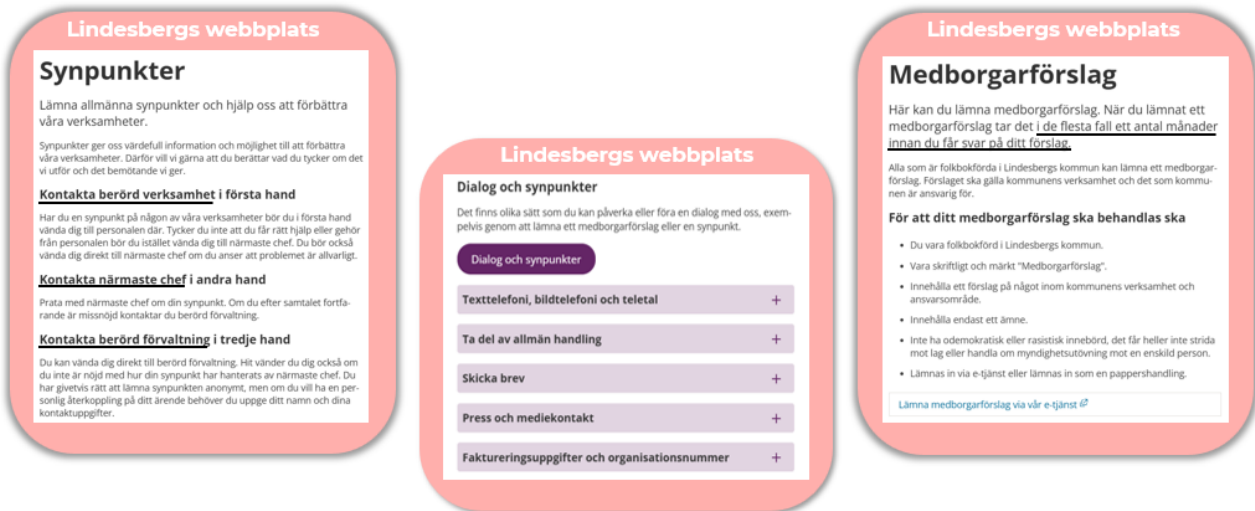 Lindesbergs webbplats
Synpunkter
Lämna allmänna synpunkter och hjälp oss att förbättra
våra verksamheter.
Synpunkter ger oss värdefull information och möjlighet till att förbättra
våra verksamheter. Därför vill vi gärna att du berättar vad du tycker om det
vi utför och det bemötande vi ger.
Kontakta berörd verksamhet i första hand
Har du en synpunkt på någon av våra verksamheter bör du i första hand
vända dig till personalen där. Tycker du inte att du får rätt hjälp eller gehör
från personalen bör du istället vända dig till närmaste chef. Du bör också
vända dig direkt till närmaste chef om du anser att problemet är allvarligt.
Kontakta närmaste chef i andra hand
Prata med närmaste chef om din synpunkt. Om du efter samtalet fortfa-
rande är missnöjd kontaktar du berörd förvaltning.
Kontakta berörd förvaltning i tredje hand
Du kan vända dig direkt till berörd förvaltning. Hit vänder du dig också om
du inte är nöjd med hur din synpunkt har hanterats av närmaste chef. Du
har givetvis rätt att lämna synpunkten anonymt, men om du vill ha en per-
sonlig återkoppling på ditt ärende behöver du uppge ditt namn och dina
kontaktuppgifter.
Lindesbergs webbplats
Dialog och synpunkter
Det finns olika sätt som du kan påverka eller föra en dialog med oss, exem-
pelvis genom att lämna ett medborgarförslag eller en synpunkt.
Dialog och synpunkter
Texttelefoni, bildtelefoni och teletal +
Ta del av allmän handling +
Skicka brev +
Press och mediekontakt +
Faktureringsuppgifter och organisationsnummer +
Lindesbergs webbplats
Medborgarförslag
Här kan du lämna medborgarförslag. När du lämnat ett
medborgarförslag tar det i de flesta fall ett antal månader
innan du får svar på ditt förslag.
Alla som är folkbokförda i Lindesbergs kommun kan lämna ett medborgar-
förslag. Förslaget ska gälla kommunens verksamhet och det som kommu-
nen är ansvarig för.
För att ditt medborgarförslag ska behandlas ska
• Du vara folkbokförd i Lindesbergs kommun.
• Vara skriftligt och märkt "Medborgarförslag".
• Innehålla ett förslag på något inom kommunens verksamhet och
ansvarsområde.
• Innehålla endast ett ämne.
• Inte ha odemokratisk eller rasistisk innebörd, det får heller inte strida
mot lag eller handla om myndighetsutövning mot en enskild person.
• Lämnas in via e-tjänst eller lämnas in som en pappershandling.
Lämna medborgarförslag via vår e-tjänst